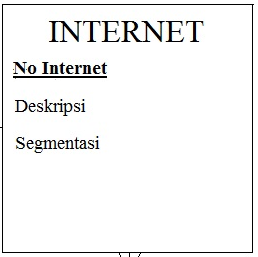 INTERNET
No Internet
Deskripsi
Segmentasi